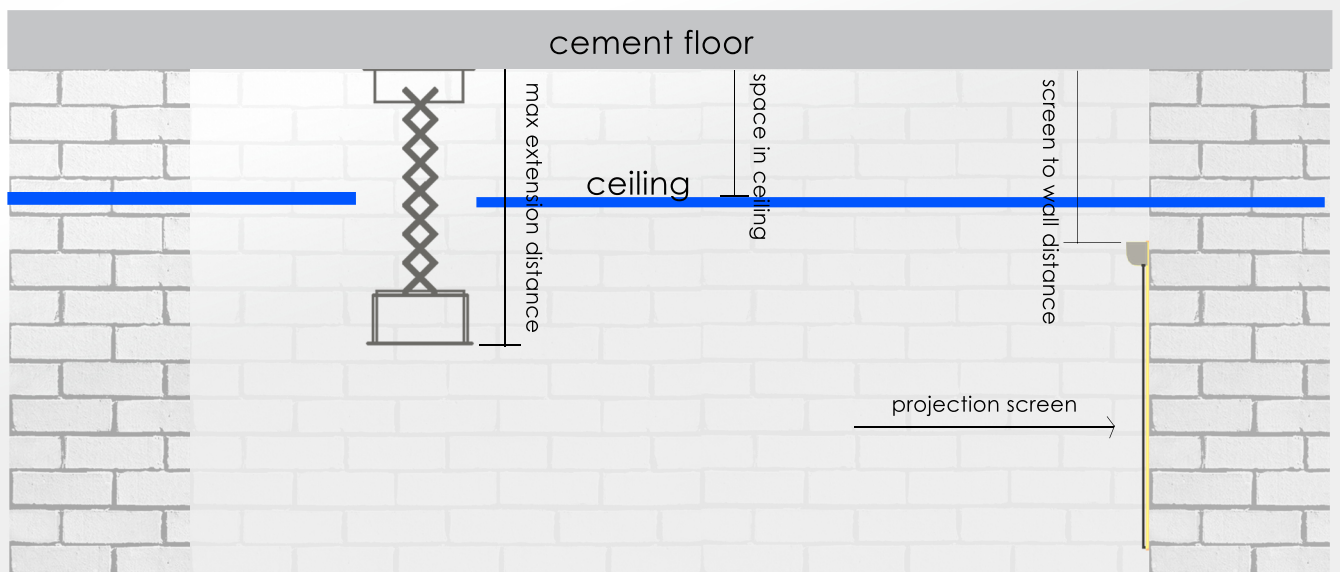 cement floor
max extension distance
space in ceiling
screen to wall distance
ceiling
projection screen